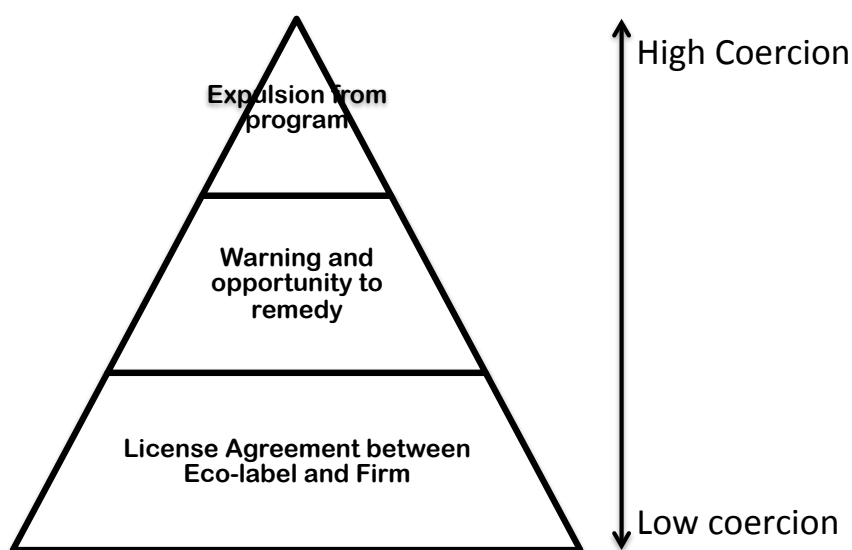 High Coercion
Expulsion from
program
Warning and
opportunity to
remedy
License Agreement between
Eco-label and Firm
Low coercion